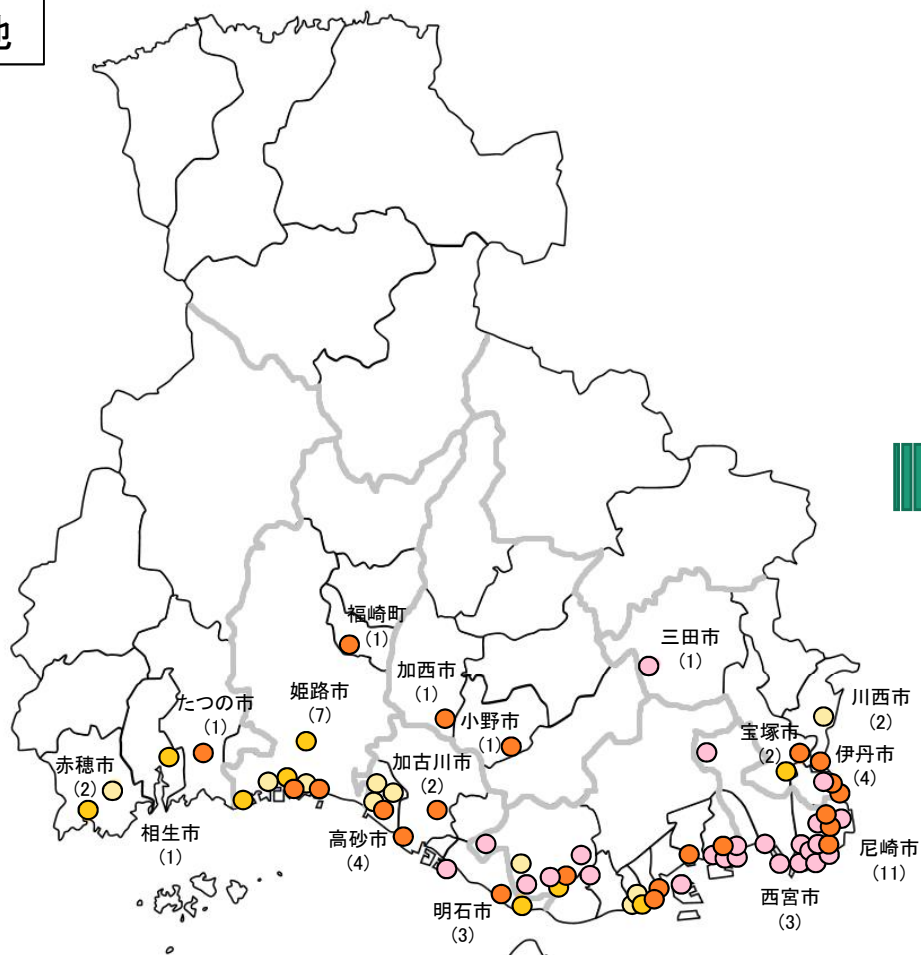 地
福崎町
(1)
三田市
(1)
加西市
(1)
姫路市
(7)
たつの市
(1)
川西市
(2)
小野市
(1)
宝塚市
(2)
伊丹市
(4)
赤穂市
(2)
加古川市
(2)
相生市
(1)
高砂市
(4)
尼崎市
(11)
西宮市
(3)
明石市
(3)